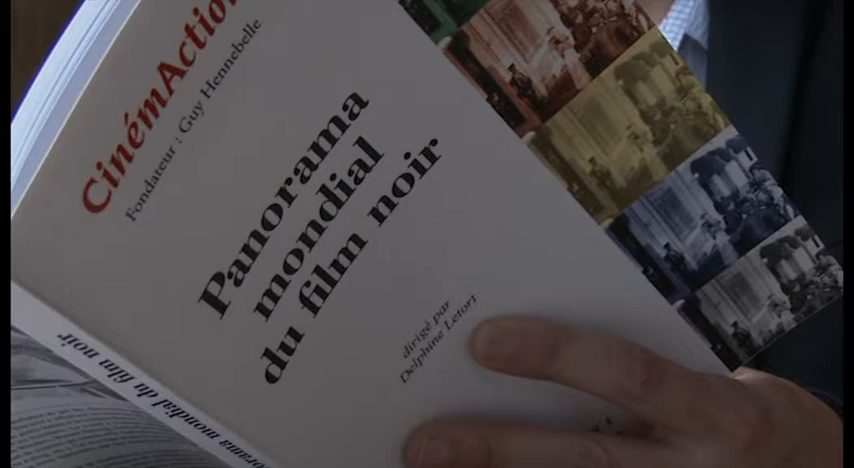 CinémAction
Fondateur : Guy Hennebelle
Panorama
mondial
du film noir
dirigé par
Delphine Letort
Panorama mondial du film noir